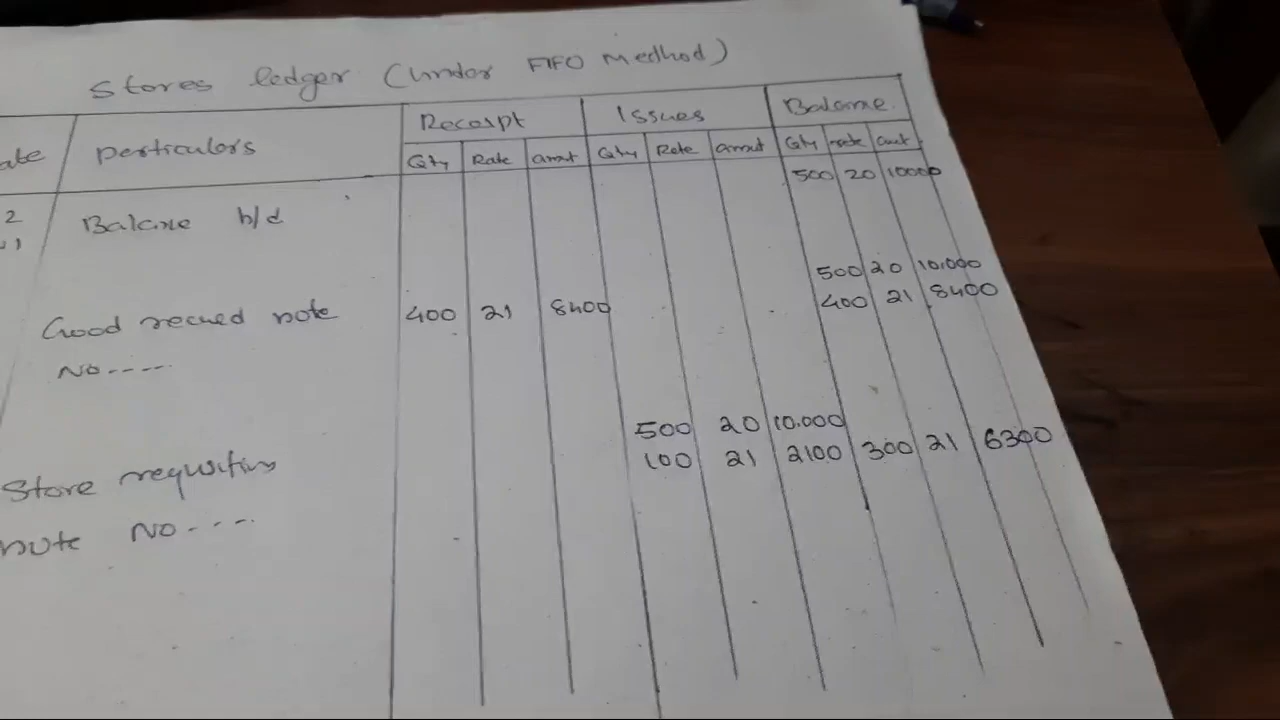 Stores ledger (Under FIFO Method)
ate Particulars Receipt Issues Balance
Qty Rate amnt Qty Rate amnt Qty rate amt
500 20 10000
2 Balance b/d
500 20 10,000
Good recived note 400 21 8400 400 21 8400
No----
500 20 10,000
Store 100 21 2100 300 21 6300
note No----